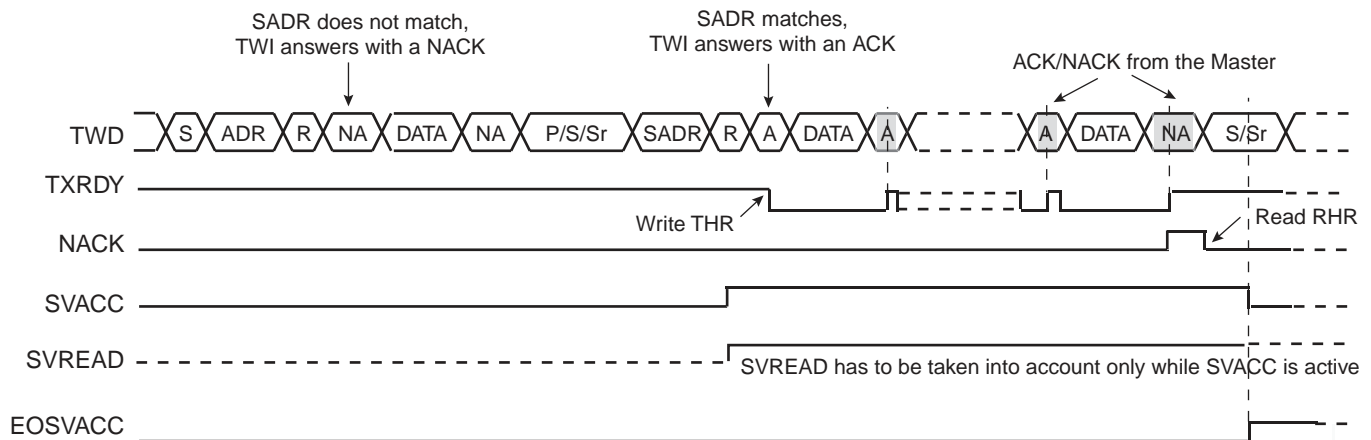 SADR does not match,
TWI answers with a NACK
SADR matches,
TWI answers with an ACK
ACK/NACK from the Master
TWD S ADR R NA DATA NA P/S/Sr SADR R A DATA A A DATA NA S/Sr
TXRDY
Write THR
Read RHR
NACK
SVACC
SVREAD
SVREAD has to be taken into account only while SVACC is active
EOSVACC